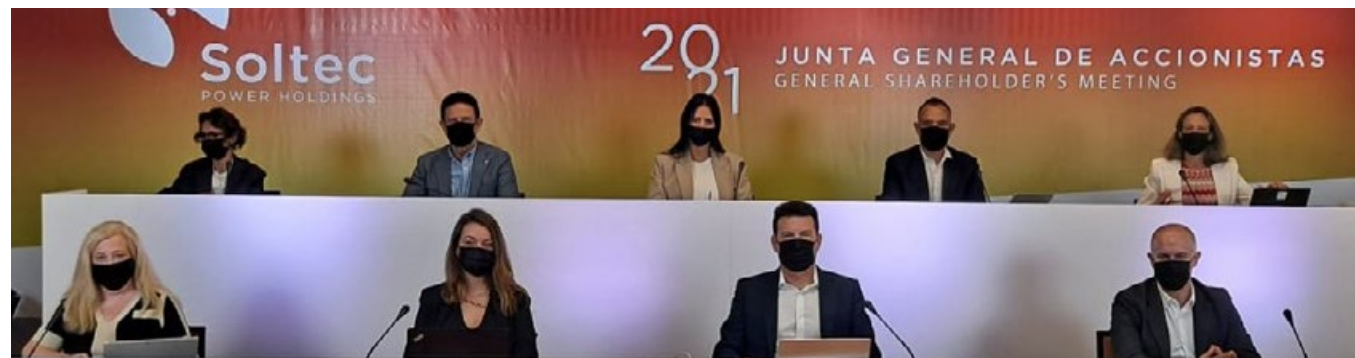 Soltec
POWER HOLDINGS
2021
JUNTA GENERAL DE ACCIONISTAS
GENERAL SHAREHOLDER'S MEETING